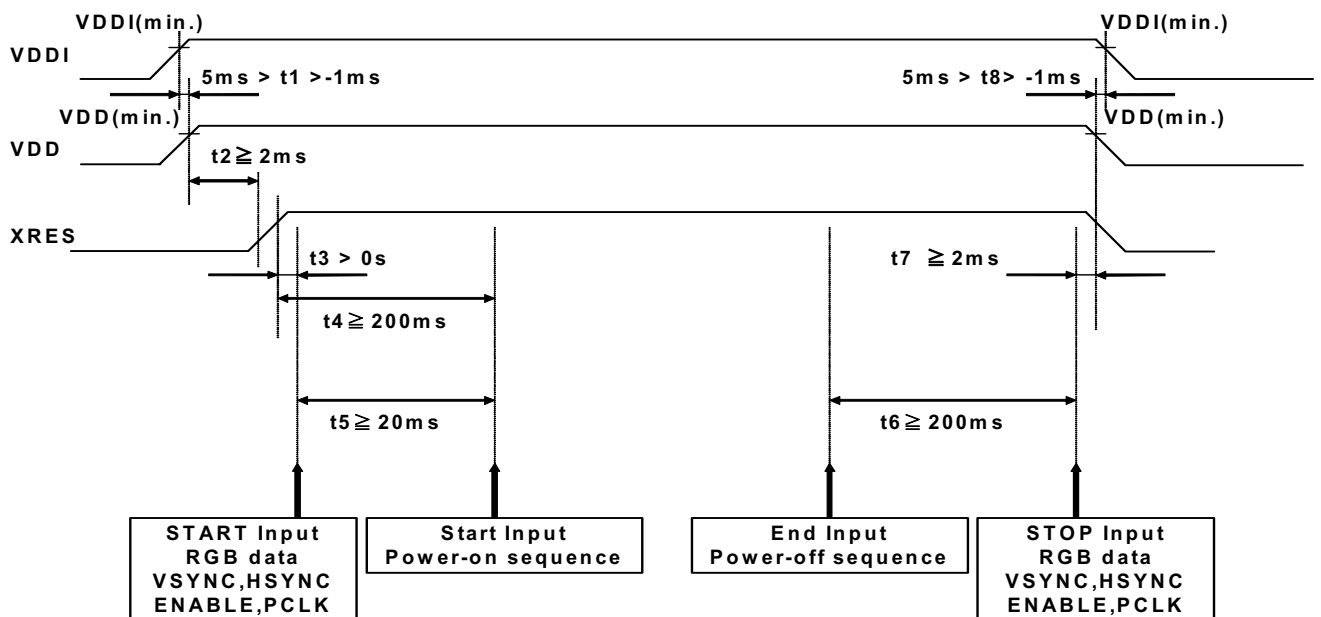 VDDI(min.)
VDDI(min.)
VDDI
5ms > t1 >-1ms
5ms > t8> -1ms
VDD(min.)
VDD(min.)
VDD
t2≧2ms
XRES
t3 > 0s
t7 ≧2ms
t4≧200ms
t5≧20ms
t6≧200ms
START Input
RGB data
VSYNC,HSYNC
ENABLE,PCLK
Start Input
Power-on sequence
End Input
Power-off sequence
STOP Input
RGB data
VSYNC,HSYNC
ENABLE,PCLK